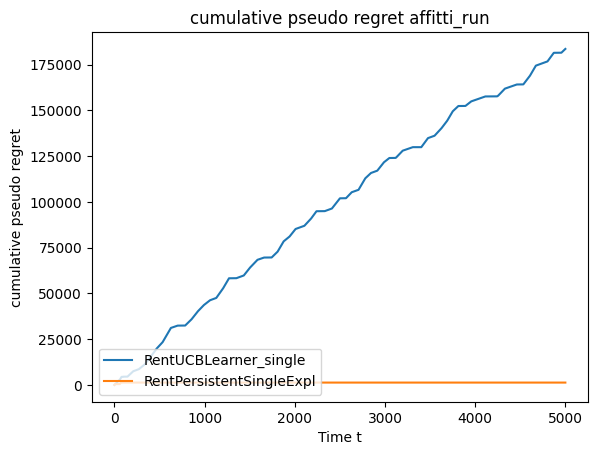 cumulative pseudo regret affitti_run
cumulative pseudo regret
175000
150000
125000
100000
75000
50000
25000
0
RentUCBLearner_single
RentPersistentSingleExpl
0 1000 2000 3000 4000 5000
Time t